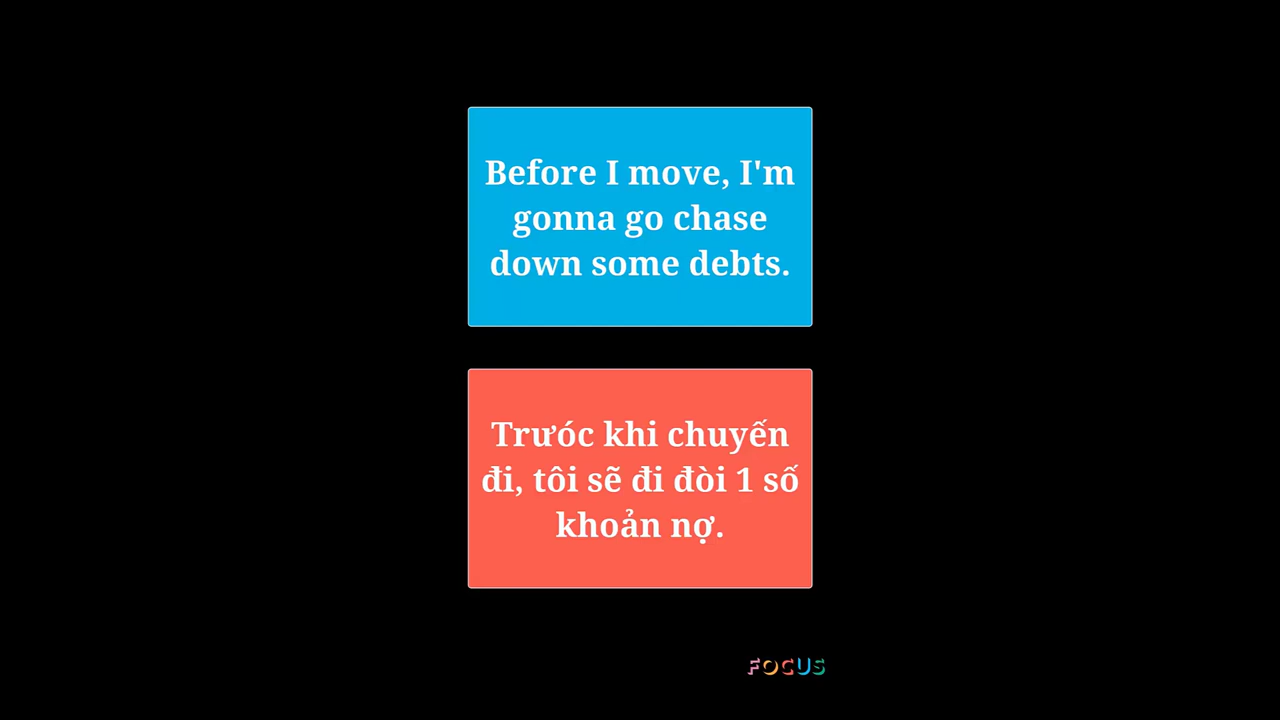 Before I move, I'm
gonna go chase
down some debts.
Trước khi chuyến
đi, tôi sẽ đi đòi 1 số
khoản nợ.
FOCUS